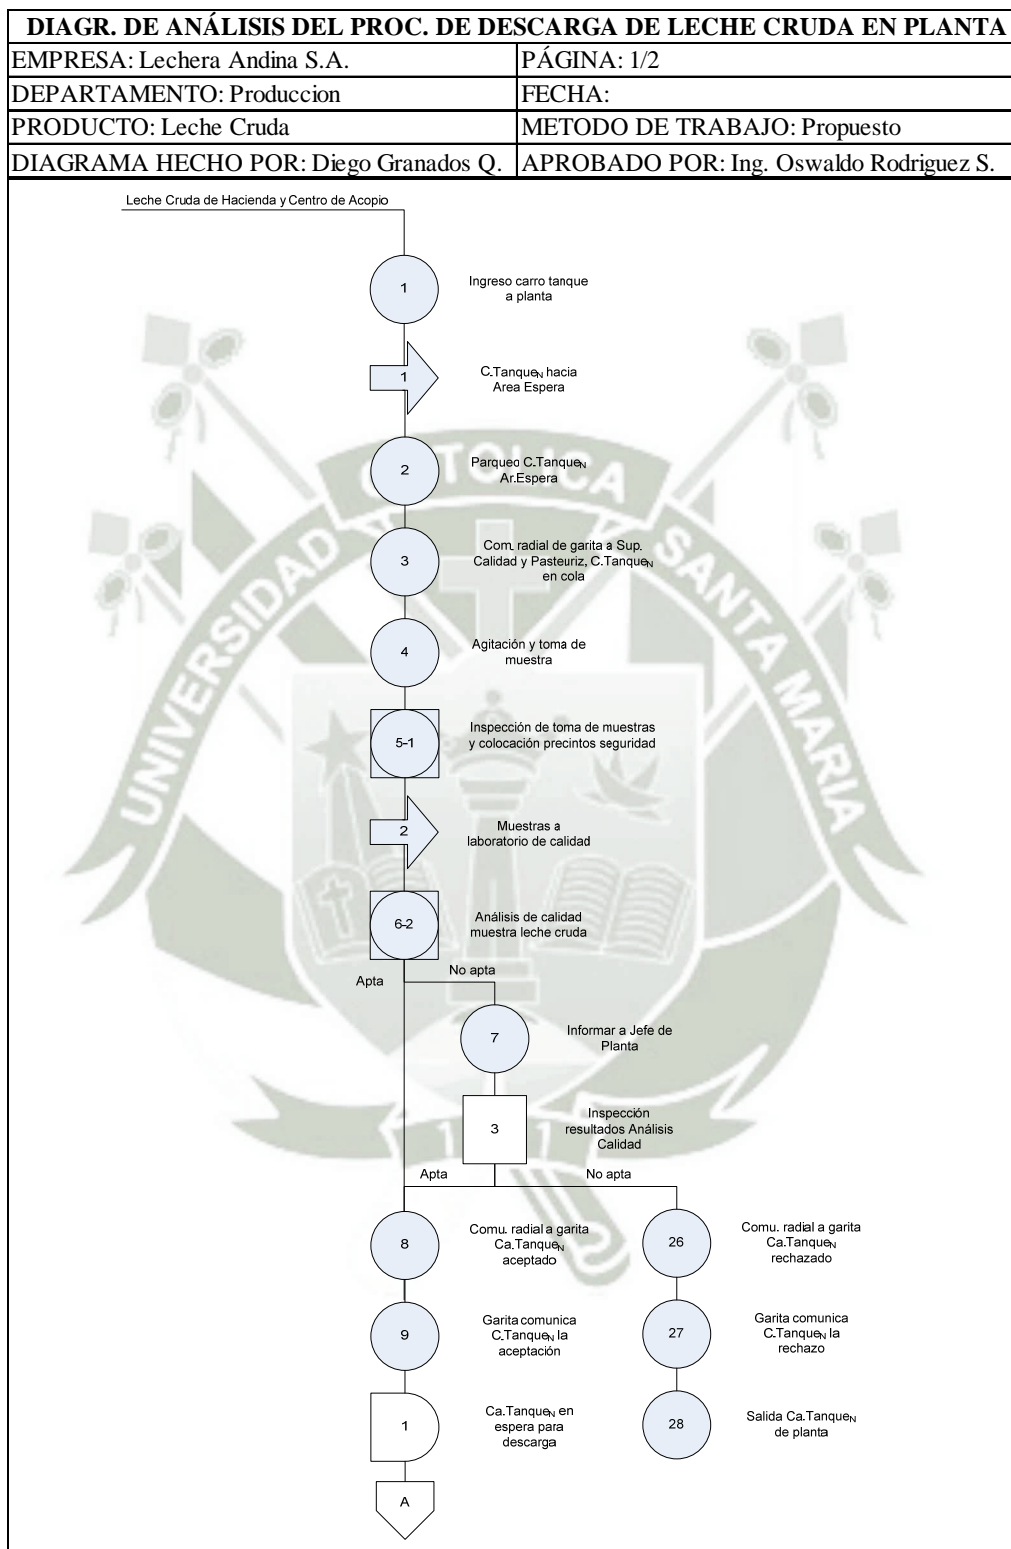 DIAGR. DE ANÁLISIS DEL PROC. DE DESCARGA DE LECHE CRUDA EN PLANTA
EMPRESA: Lechera Andina S.A.
PÁGINA: 1/2
DEPARTAMENTO: Produccion
FECHA:
PRODUCTO: Leche Cruda
METODO DE TRABAJO: Propuesto
DIAGRAMA HECHO POR: Diego Granados Q.
APROBADO POR: Ing. Oswaldo Rodriguez S.
Leche Cruda de Hacienda y Centro de Acopio
1
Ingreso carro tanque
a planta
1
C.TanqueN hacia
Area Espera
2
Parqueo C.TanqueN
Ar.Espera
3
Com. radial de garita a Sup.
Calidad y Pasteuriz, C.TanqueN
en cola
4
Agitación y toma de
muestra
5-1
Inspección de toma de muestras
y colocación precintos seguridad
2
Muestras a
laboratorio de calidad
6-2
Análisis de calidad
muestra leche cruda
Apta
No apta
7
Informar a Jefe de
Planta
3
Inspección
resultados Análisis
Calidad
Apta
No apta
8
Comu. radial a garita
Ca.TanqueN
aceptado
26
Comu. radial a garita
Ca.TanqueN
rechazado
9
Garita comunica
C.TanqueN la
aceptación
27
Garita comunica
C.TanqueN la
rechazo
1
Ca.TanqueN en
espera para
descarga
28
Salida Ca.TanqueN
de planta
A
UNIVERSIDAD CATOLICA SANTA MARIA
1 1